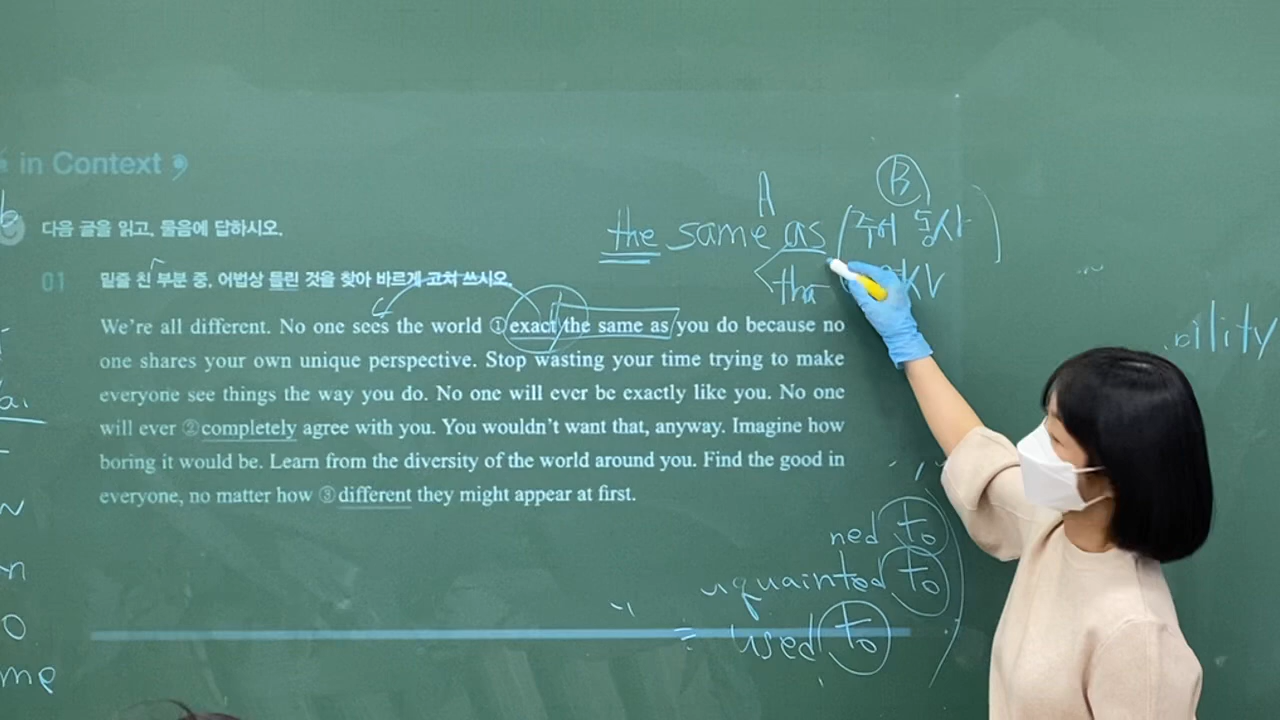 in Context
다음 글을 읽고, 물음에 답하시오.
01 밑줄 친 부분 중, 어법상 틀린 것을 찾아 바르게 고쳐 쓰시오.
We're all different. No one sees the world ① exact the same as you do because no
one shares your own unique perspective. Stop wasting your time trying to make
everyone see things the way you do. No one will ever be exactly like you. No one
will ever ② completely agree with you. You wouldn't want that, anyway. Imagine how
boring it would be. Learn from the diversity of the world around you. Find the good in
everyone, no matter how ③ different they might appear at first.
A B
the same as (주어 동사)
tha
V
ility
ned to
quainted to
= used to
me